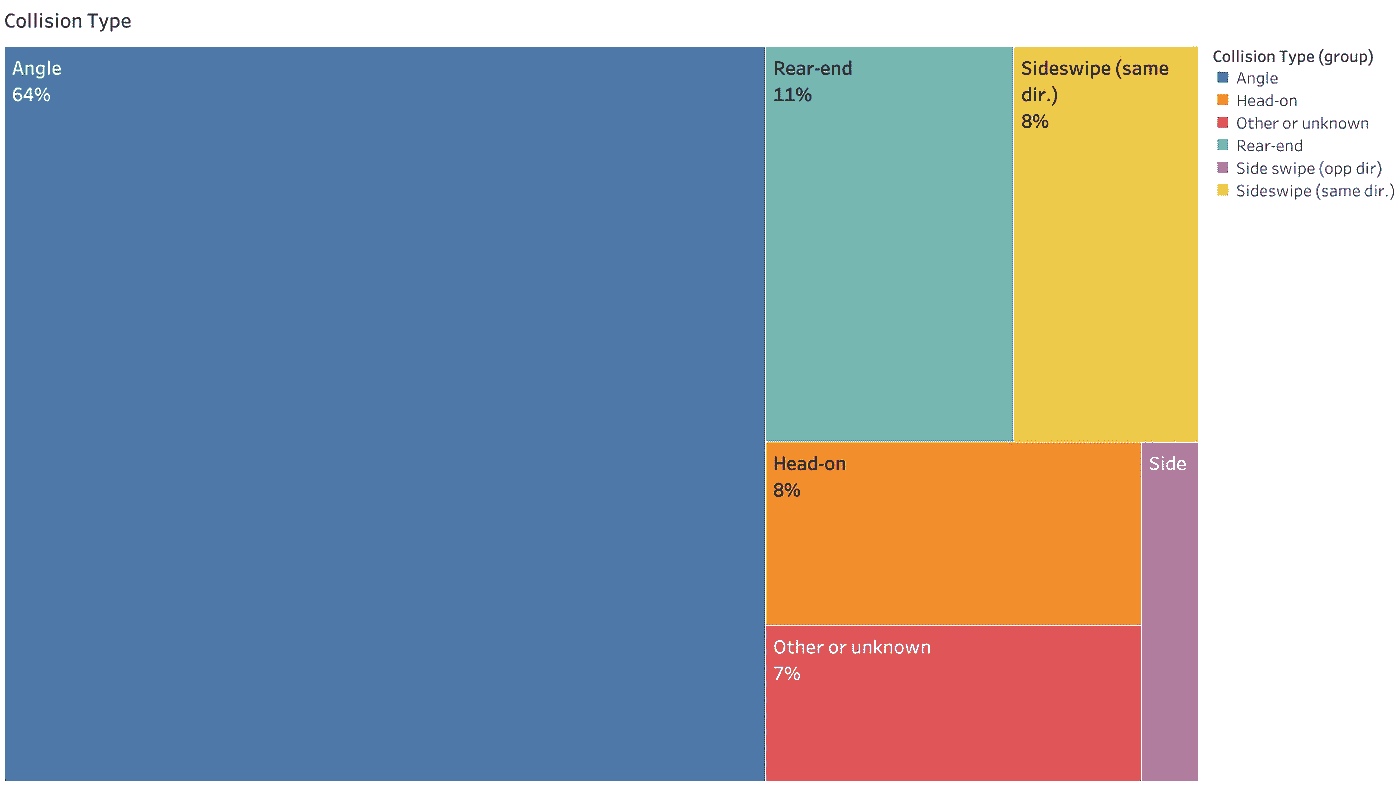 Collision Type
Angle
64%
Rear-end
11%
Sideswipe (same
dir.)
8%
Head-on
8%
Other or unknown
7%
Side
Collision Type (group)
Angle
Head-on
Other or unknown
Rear-end
Side swipe (opp dir)
Sideswipe (same dir.)